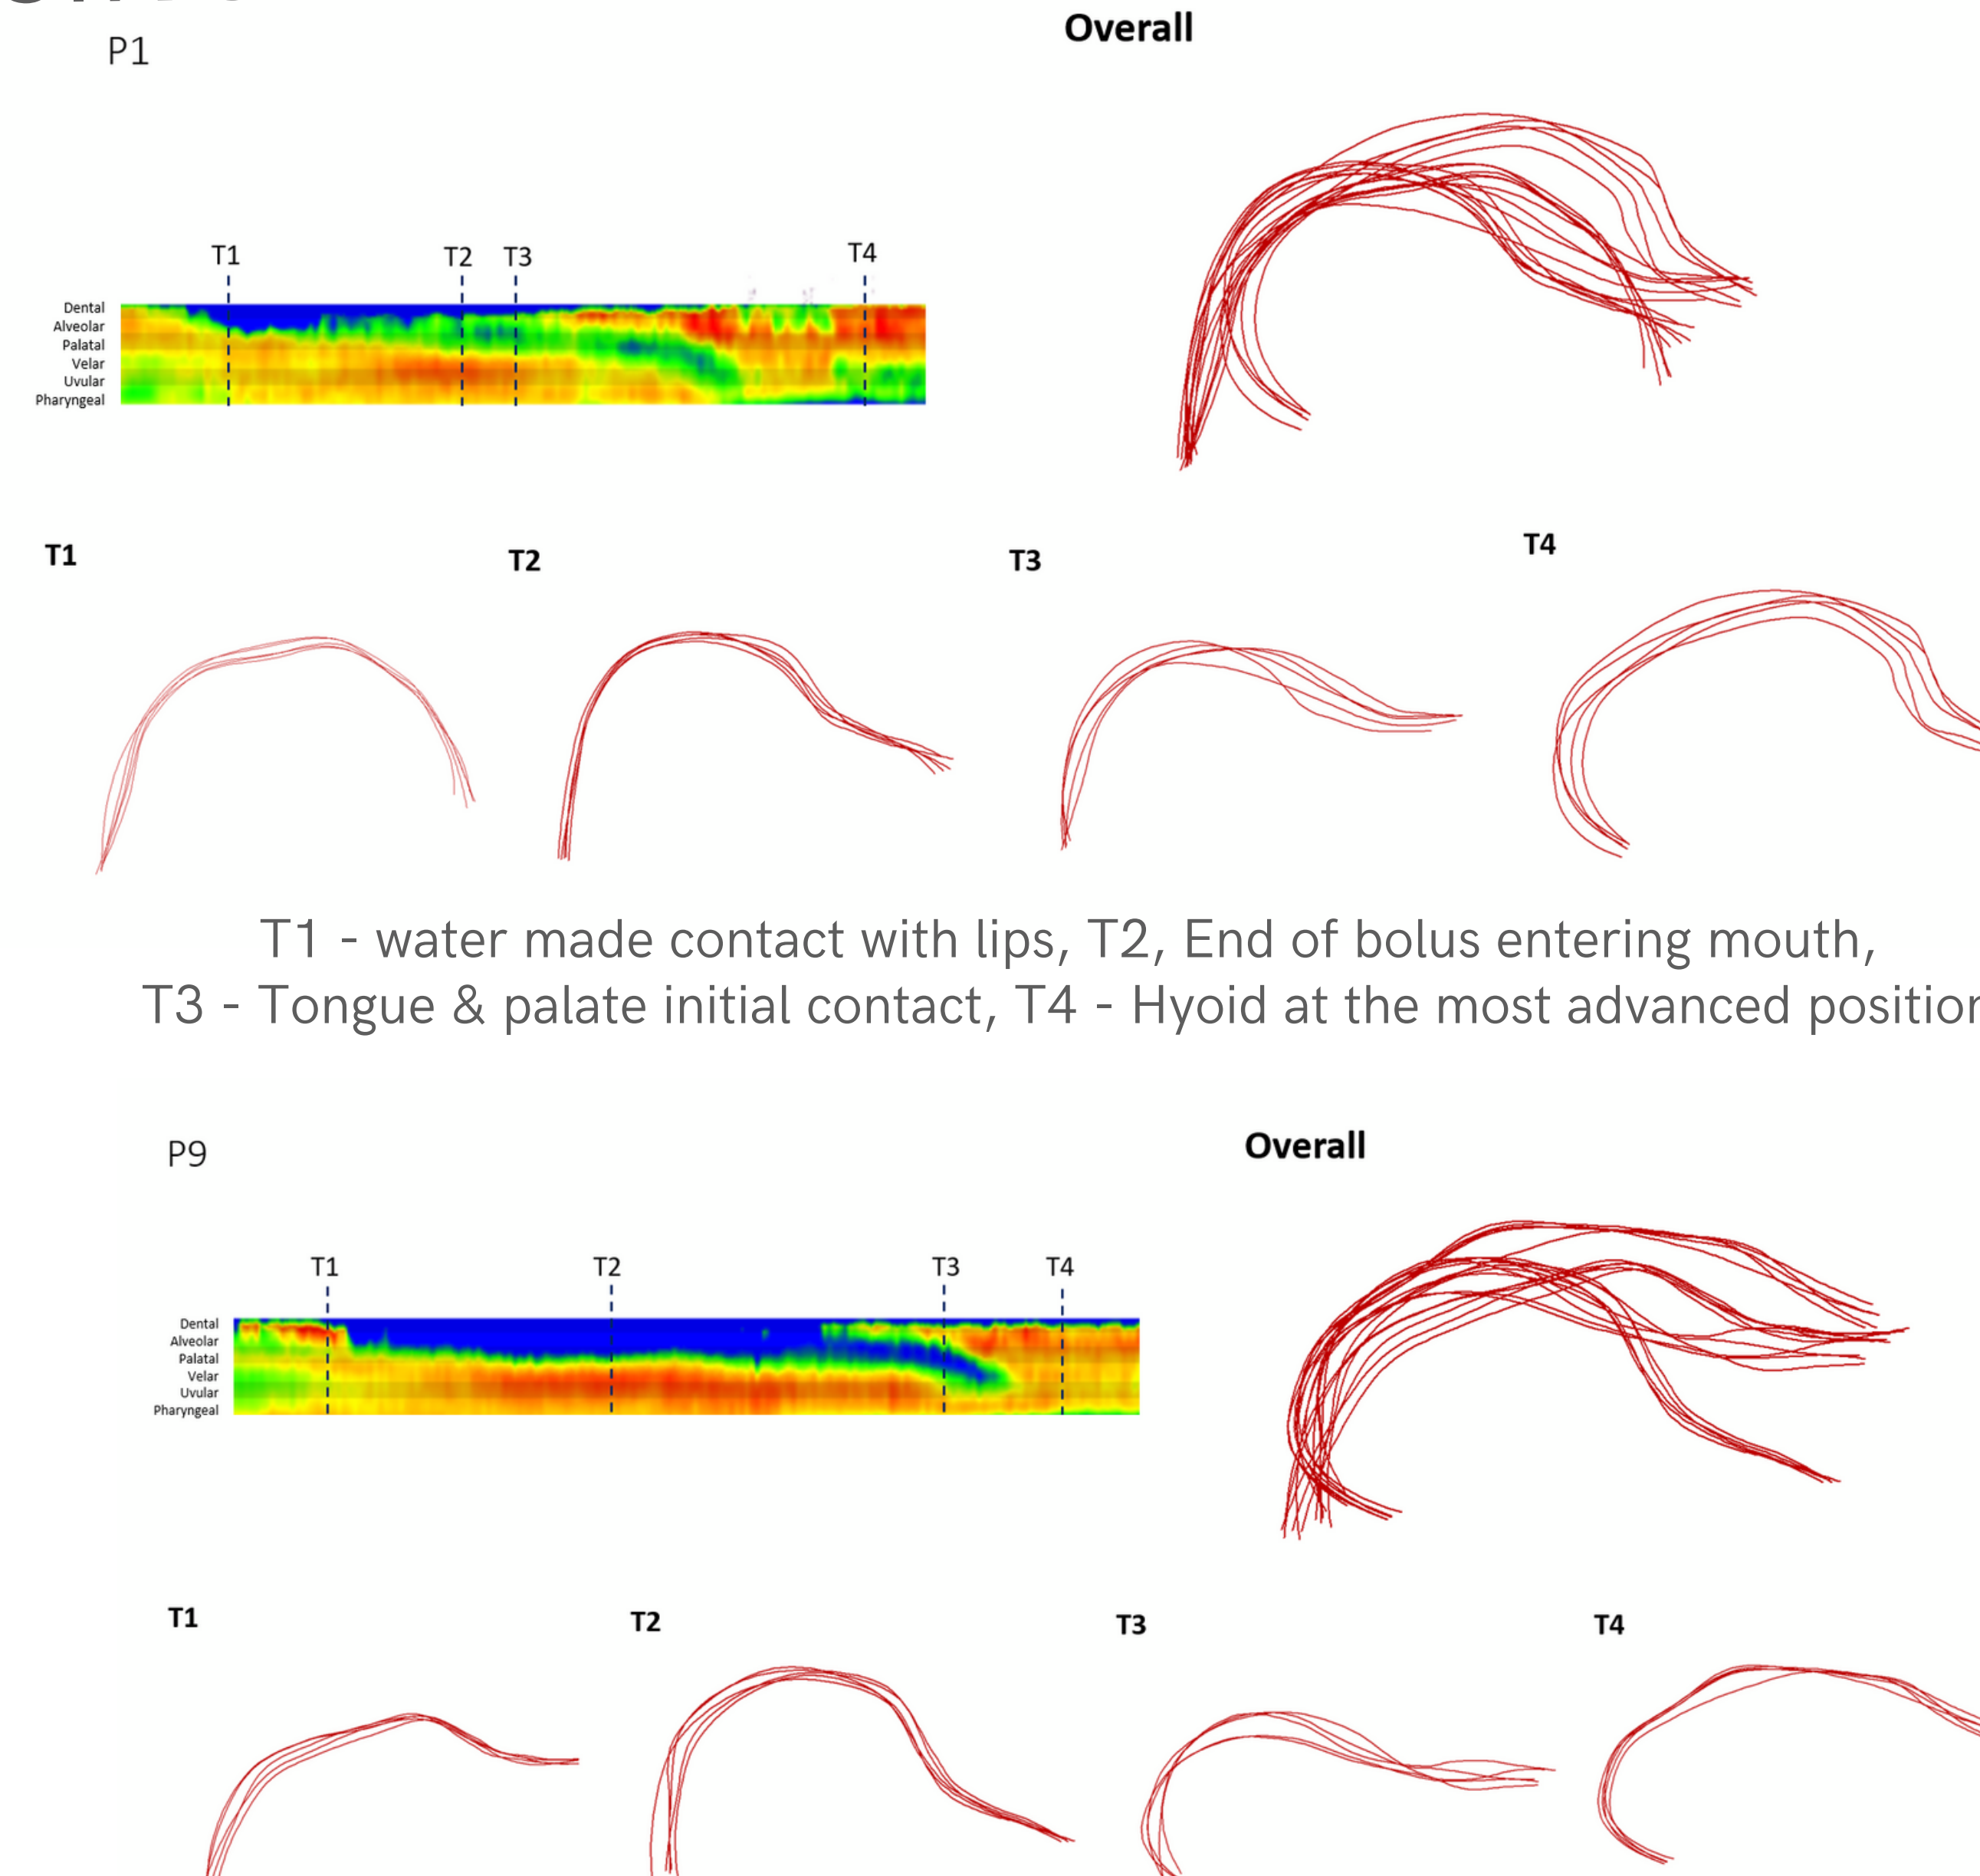 P1
Overall
T1 T2 T3 T4
Dental
Alveolar
Palatal
Velar
Uvular
Pharyngeal
T1 T2 T3 T4
T1 - water made contact with lips, T2, End of bolus entering mouth,
T3 - Tongue & palate initial contact, T4 - Hyoid at the most advanced position
P9
Overall
T1 T2 T3 T4
Dental
Alveolar
Palatal
Velar
Uvular
Pharyngeal
T1 T2 T3 T4